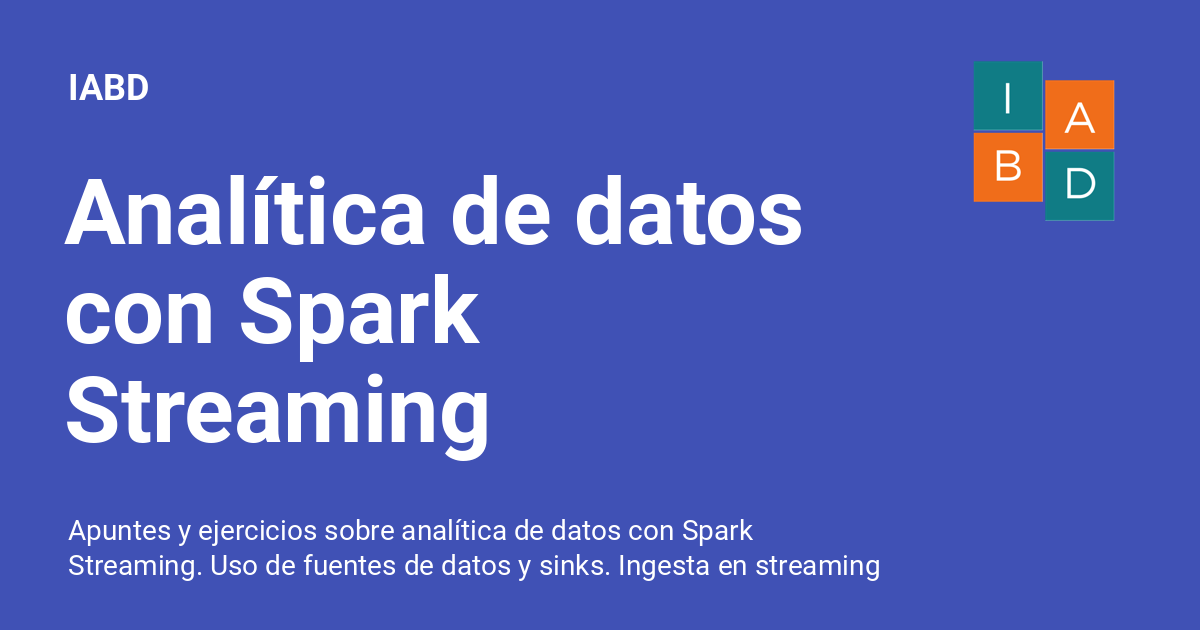 IABD
I
A
B
D
Analítica de datos
con Spark
Streaming
Apuntes y ejercicios sobre analítica de datos con Spark
Streaming. Uso de fuentes de datos y sinks. Ingesta en streaming